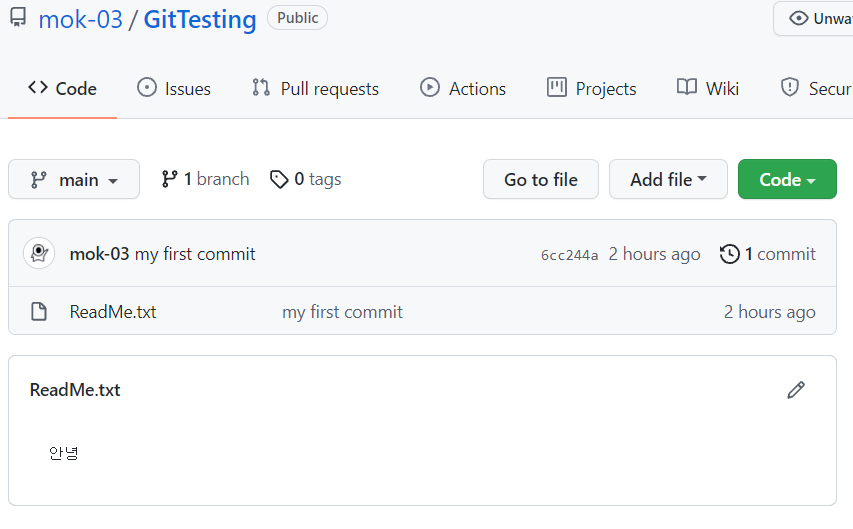 mok-03 / GitTesting Public
Unwa
Code Issues Pull requests Actions Projects Wiki Secur
main 1 branch 0 tags Go to file Add file Code
mok-03 my first commit 6cc244a 2 hours ago 1 commit
ReadMe.txt my first commit 2 hours ago
ReadMe.txt
안녕